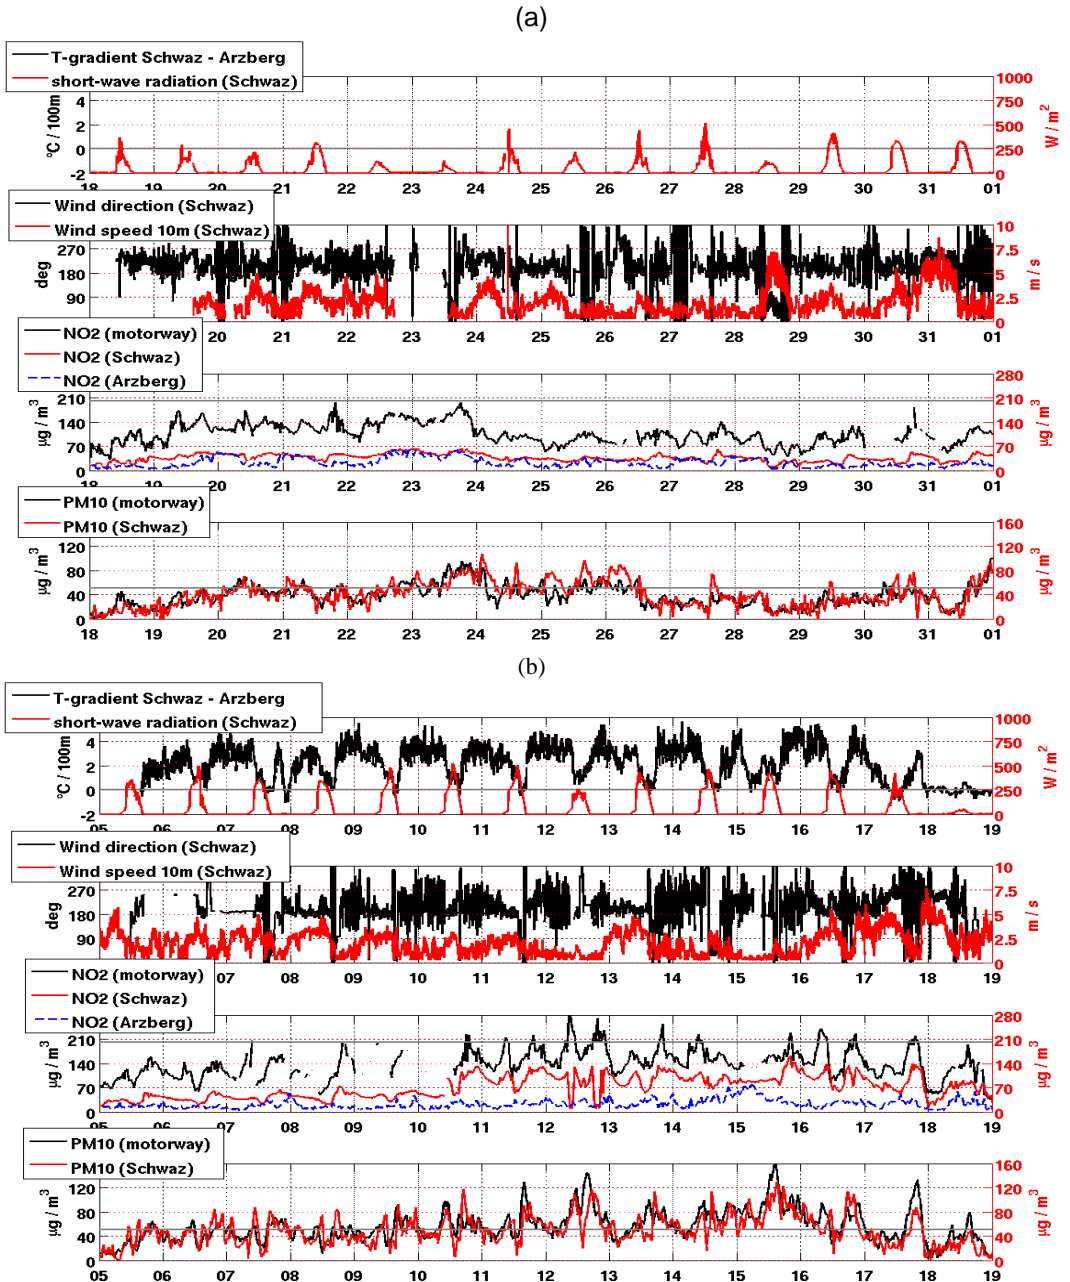 (a)
T-gradient Schwaz - Arzberg
short-wave radiation (Schwaz)
°C / 100m
4
2
0
-2
1000
750
500
250
0
W / m²
18 19 20 21 22 23 24 25 26 27 28 29 30 31 01
Wind direction (Schwaz)
Wind speed 10m (Schwaz)
deg
270
180
90
10
7.5
5
2.5
0
m / s
20 21 22 23 24 25 26 27 28 29 30 31 01
NO2 (motorway)
NO2 (Schwaz)
NO2 (Arzberg)
µg / m³
210
140
70
0
280
210
140
70
0
µg / m³
18 19 20 21 22 23 24 25 26 27 28 29 30 31 01
PM10 (motorway)
PM10 (Schwaz)
µg / m³
120
80
40
0
160
120
80
40
0
µg / m³
18 19 20 21 22 23 24 25 26 27 28 29 30 31 01
(b)
T-gradient Schwaz - Arzberg
short-wave radiation (Schwaz)
°C / 100m
4
2
0
-2
1000
750
500
250
0
W / m²
05 06 07 08 09 10 11 12 13 14 15 16 17 18 19
Wind direction (Schwaz)
Wind speed 10m (Schwaz)
deg
270
180
90
10
7.5
5
2.5
0
m / s
07 08 09 10 11 12 13 14 15 16 17 18 19
NO2 (motorway)
NO2 (Schwaz)
NO2 (Arzberg)
µg / m³
210
140
70
0
280
210
140
70
0
µg / m³
05 06 07 08 09 10 11 12 13 14 15 16 17 18 19
PM10 (motorway)
PM10 (Schwaz)
µg / m³
120
80
40
0
160
120
80
40
0
µg / m³
05 06 07 08 09 10 11 12 13 14 15 16 17 18 19